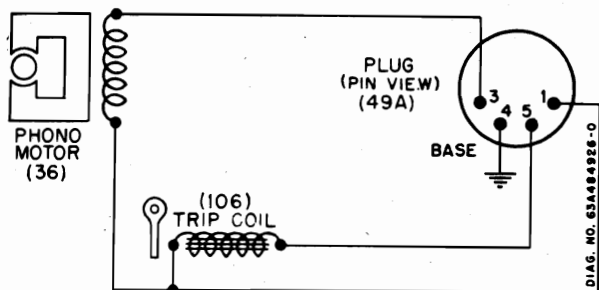 PHONO
MOTOR
(36)
PLUG
(PIN VIEW)
(49A)
3
4
5
1
BASE
(106)
TRIP COIL
DIAG. NO. 63A484926-0